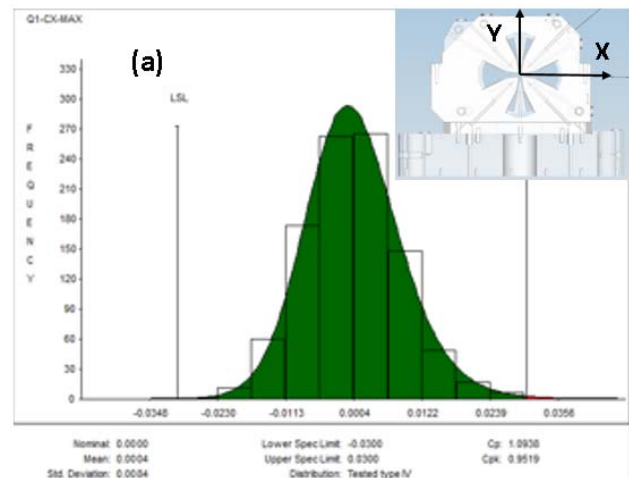 Q1-CX-MAX
(a)
Y
X
LSL
330
300
270
240
210
180
150
120
90
60
30
0
FREQUENCY
-0.0348 -0.0230 -0.0113 0.0004 0.0122 0.0239 0.0356
Nominal: 0.0000 Lower Spec Limit: -0.0300 Cp: 1.0938
Mean: 0.0004 Upper Spec Limit: 0.0300 Cpk: 0.9519
Std. Deviation: 0.0084 Distribution: Tested type IV